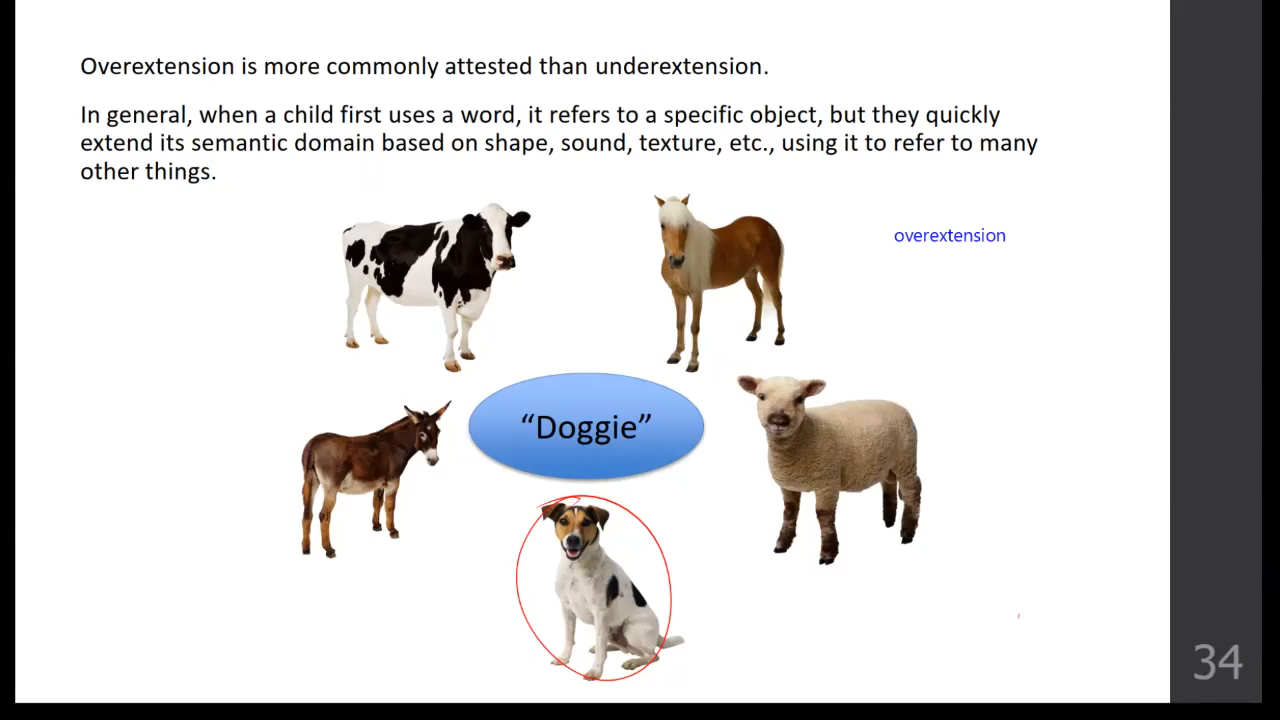 Overextension is more commonly attested than underextension.
In general, when a child first uses a word, it refers to a specific object, but they quickly
extend its semantic domain based on shape, sound, texture, etc., using it to refer to many
other things.
overextension
“Doggie”
34